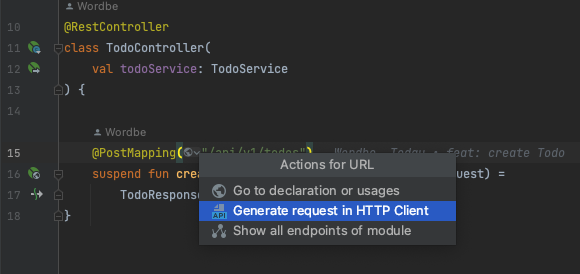 Wordbe
10 @RestController
11 class TodoController(
12 val todoService: TodoService
13 ) {
14
Wordbe
15 @PostMapping("/api/v1/todos") Wordbe, Today • feat: create Todo
Actions for URL
16 suspend fun crea uest) =
Go to declaration or usages
17 TodoRespons
API Generate request in HTTP Client
18 }
Show all endpoints of module